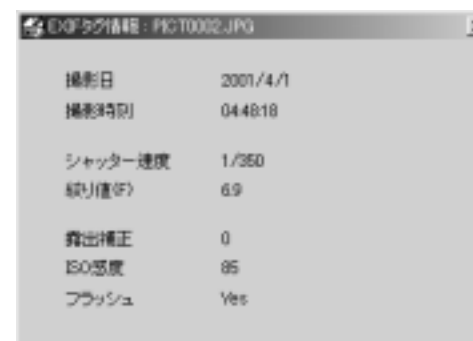 EXIFタグ情報 : PICT0002.JPG
撮影日 2001/4/1
撮影時刻 04:48:18
シャッター速度 1/350
絞り値(F) 6.9
露出補正 0
ISO感度 85
フラッシュ Yes